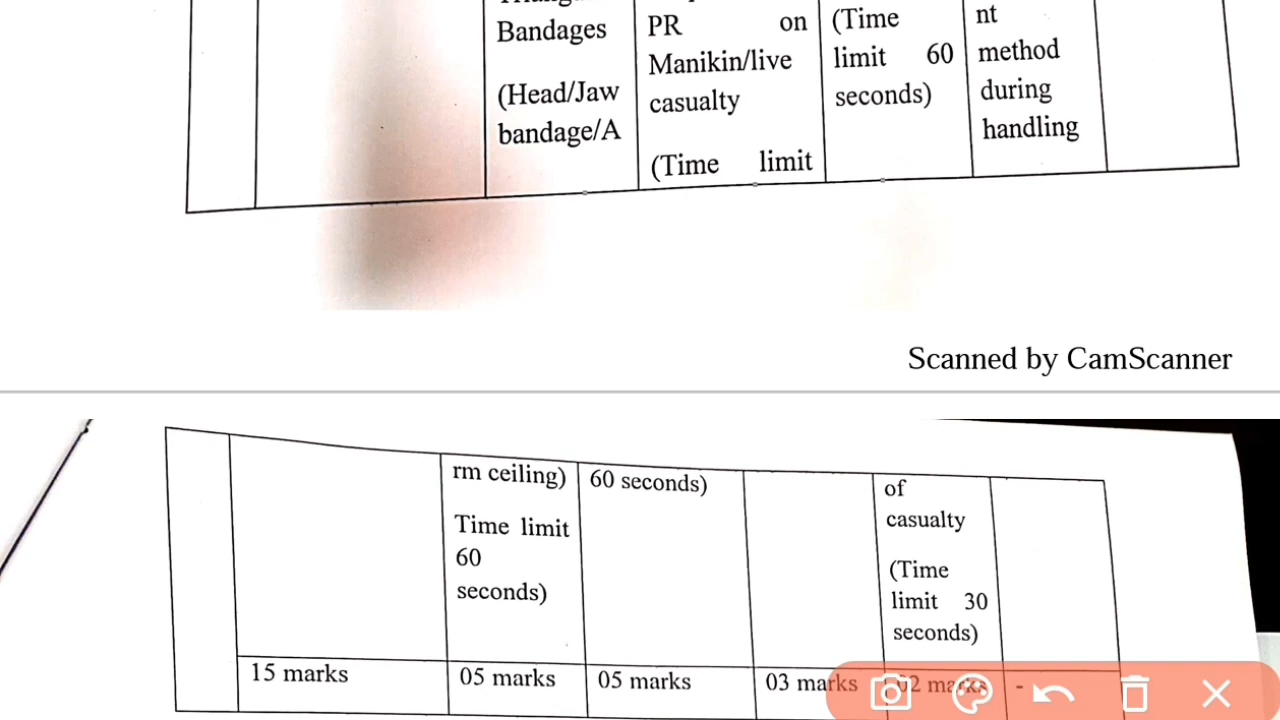 Bandages
(Head/Jaw
bandage/A
PR on
Manikin/live
casualty
(Time limit
(Time
limit 60
seconds)
nt
method
during
handling
Scanned by CamScanner
rm ceiling)
Time limit
60
seconds)
60 seconds)
of
casualty
(Time
limit 30
seconds)
15 marks
05 marks
05 marks
03 marks
02 marks
-